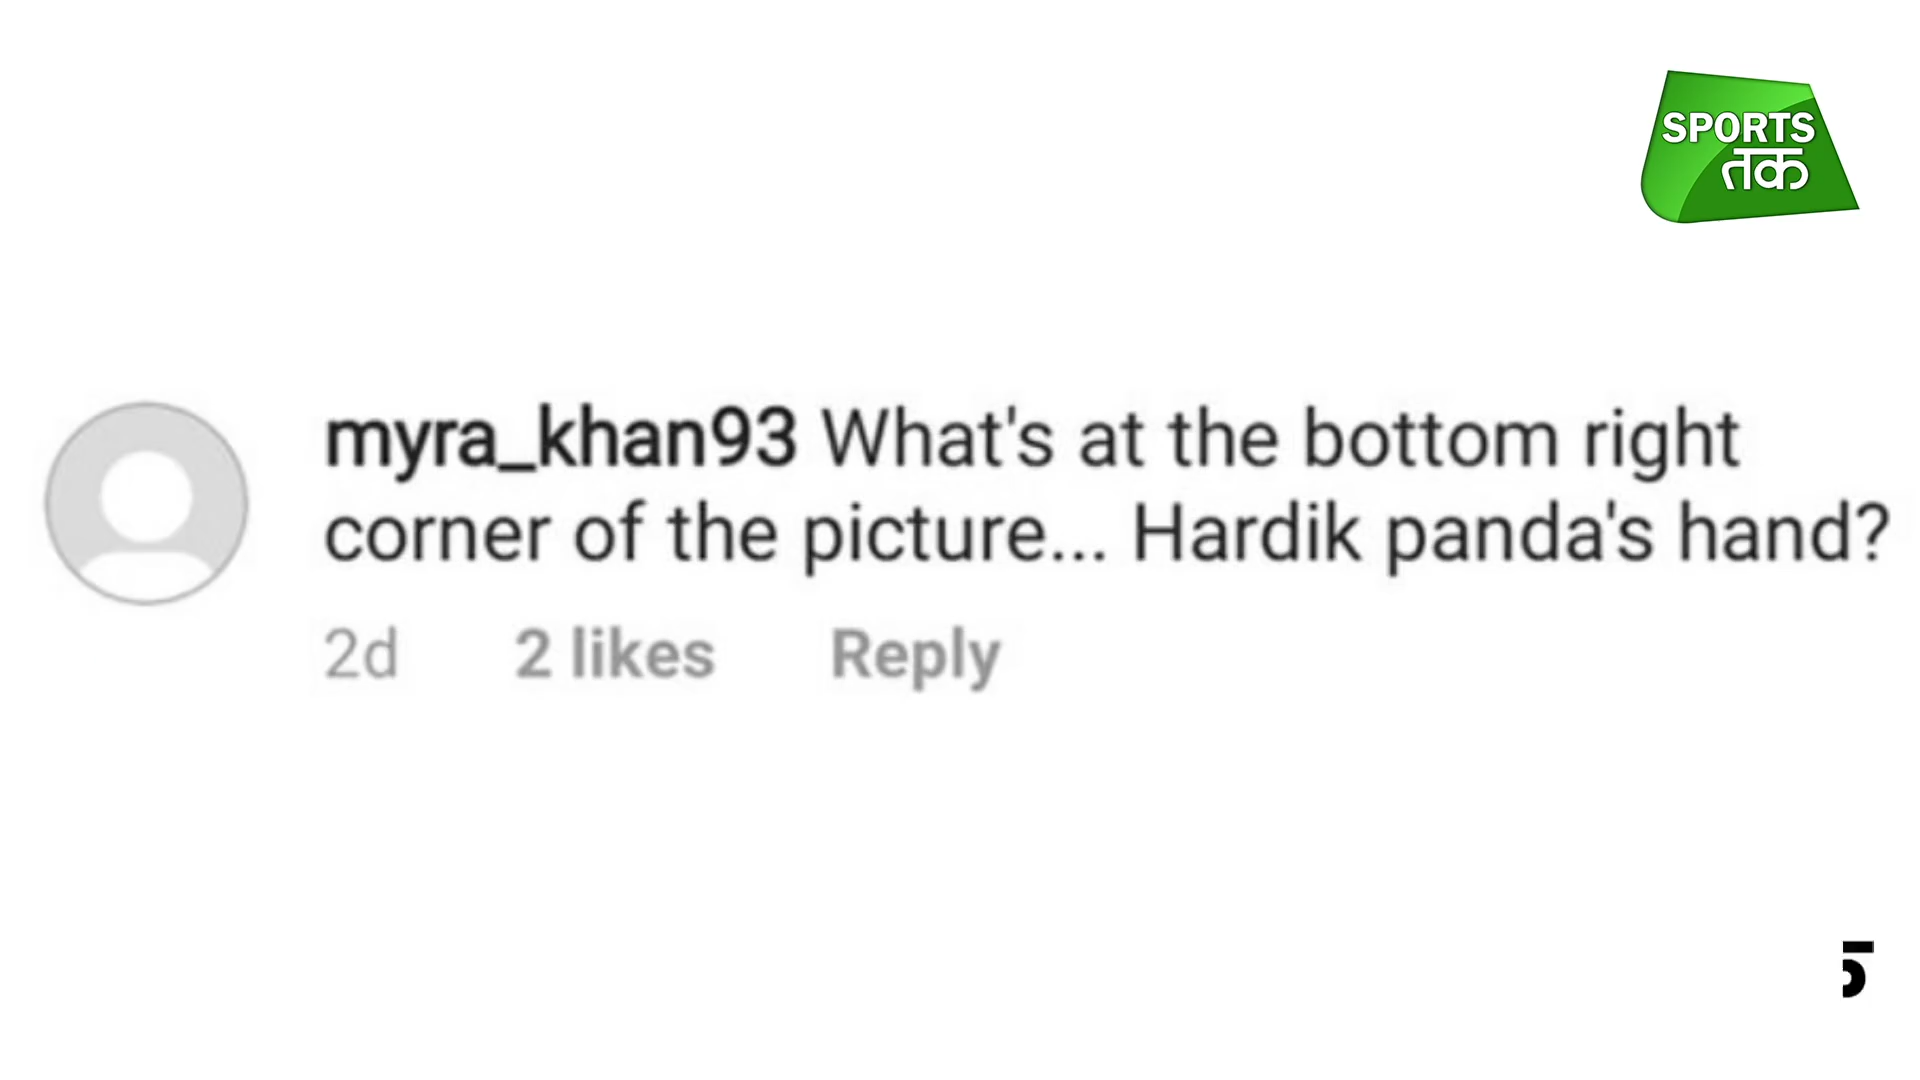 SPORTS
तक
myra_khan93 What's at the bottom right
corner of the picture... Hardik panda's hand?
2d 2 likes Reply